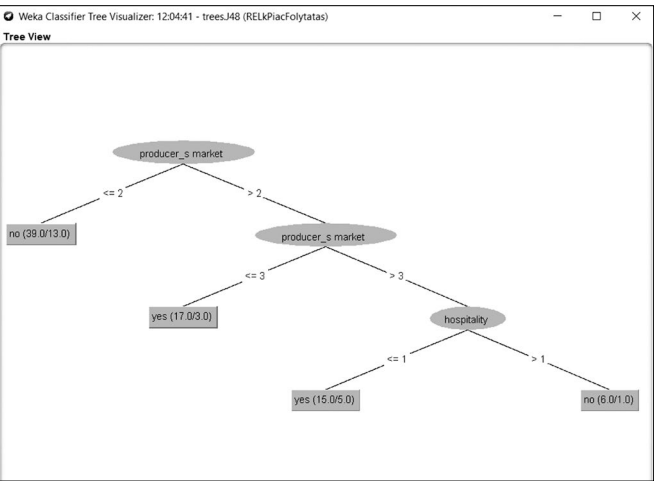 Weka Classifier Tree Visualizer: 12:04:41 - trees.J48 (RELkPiacFolytatas)
Tree View
producer_s market
<= 2
> 2
no (39.0/13.0)
producer_s market
<= 3
> 3
yes (17.0/3.0)
hospitality
<= 1
> 1
yes (15.0/5.0)
no (6.0/1.0)